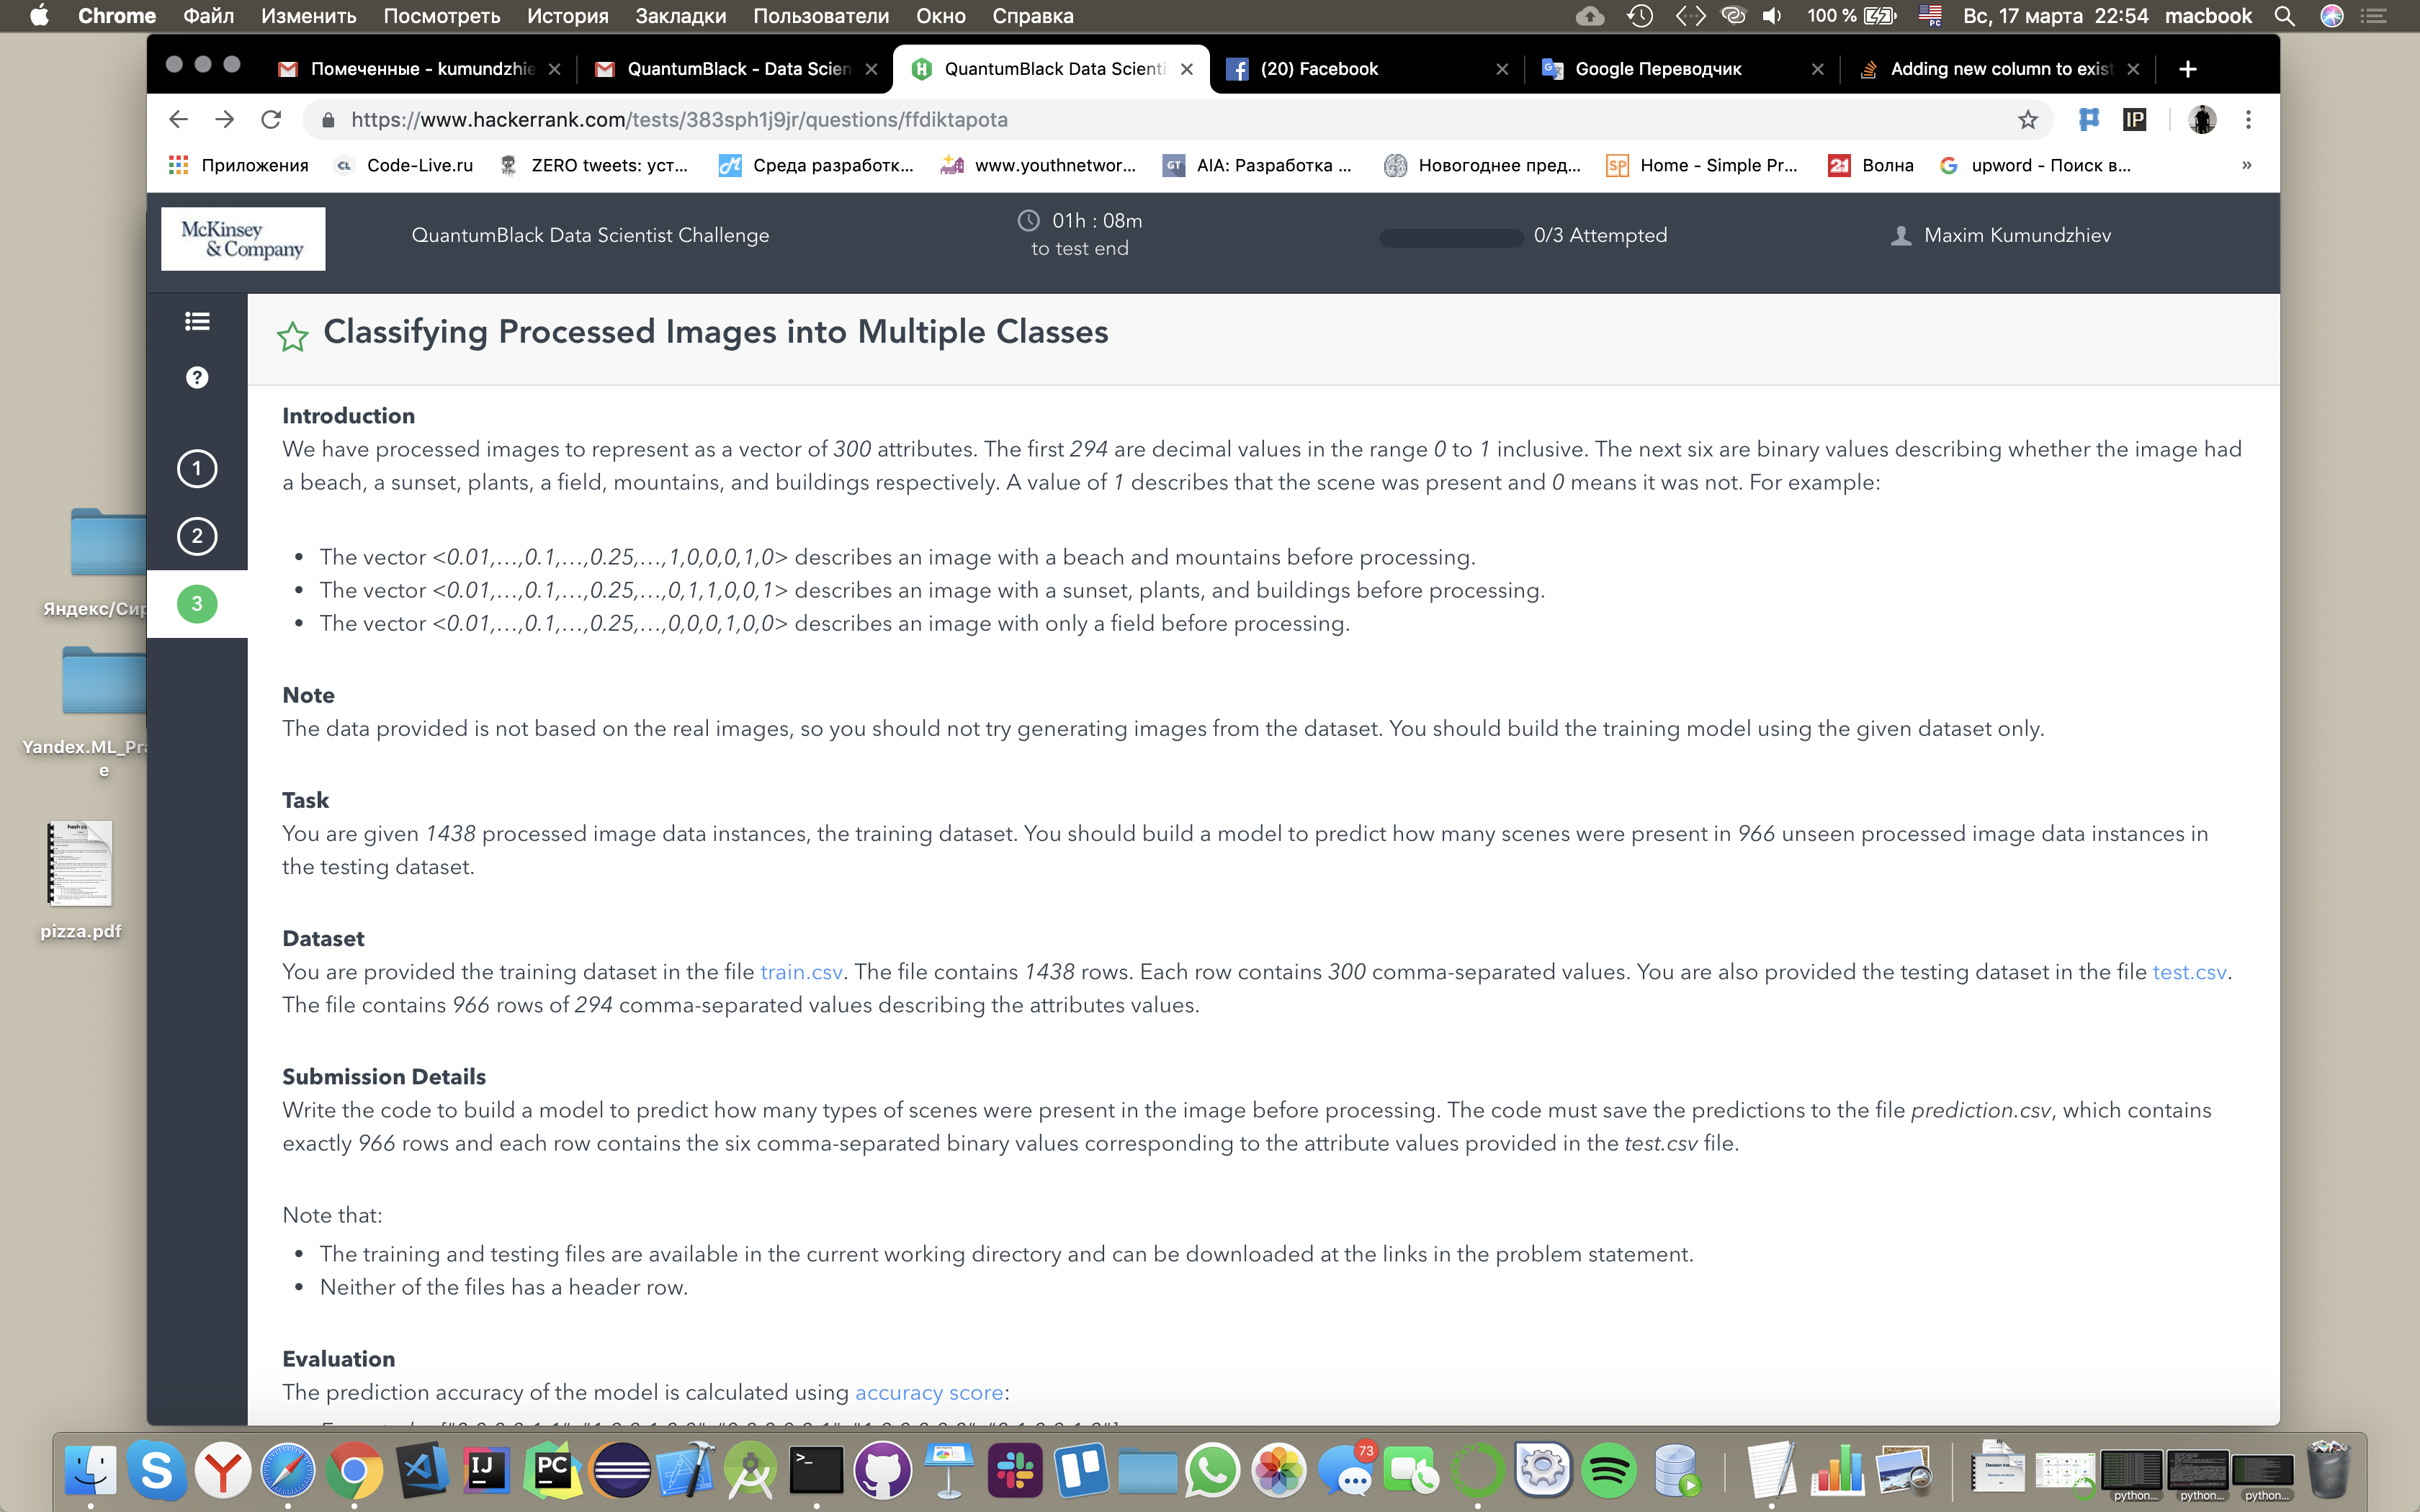 Chrome Файл Изменить Посмотреть История Закладки Пользователи Окно Справка 100 % PC Вс, 17 марта 22:54 macbook
Помеченные - kumundzhie QuantumBlack - Data Scien QuantumBlack Data Scienti (20) Facebook Google Переводчик Adding new column to exist
https://www.hackerrank.com/tests/383sph1j9jr/questions/ffdiktapota IP
Приложения CL Code-Live.ru ZERO tweets: уст... Среда разработк... www.youthnetwor... GT AIA: Разработка ... Новогоднее пред... SP Home - Simple Pr... 21 Волна upword - Поиск в... »
McKinsey
& Company
QuantumBlack Data Scientist Challenge
01h : 08m
to test end
0/3 Attempted
Maxim Kumundzhiev
1
2
3
Classifying Processed Images into Multiple Classes
Introduction
We have processed images to represent as a vector of 300 attributes. The first 294 are decimal values in the range 0 to 1 inclusive. The next six are binary values describing whether the image had
a beach, a sunset, plants, a field, mountains, and buildings respectively. A value of 1 describes that the scene was present and 0 means it was not. For example:
• The vector <0.01,…,0.1,…,0.25,…,1,0,0,0,1,0> describes an image with a beach and mountains before processing.
• The vector <0.01,…,0.1,…,0.25,…,0,1,1,0,0,1> describes an image with a sunset, plants, and buildings before processing.
• The vector <0.01,…,0.1,…,0.25,…,0,0,0,1,0,0> describes an image with only a field before processing.
Note
The data provided is not based on the real images, so you should not try generating images from the dataset. You should build the training model using the given dataset only.
Task
You are given 1438 processed image data instances, the training dataset. You should build a model to predict how many scenes were present in 966 unseen processed image data instances in
the testing dataset.
Dataset
You are provided the training dataset in the file train.csv. The file contains 1438 rows. Each row contains 300 comma-separated values. You are also provided the testing dataset in the file test.csv.
The file contains 966 rows of 294 comma-separated values describing the attributes values.
Submission Details
Write the code to build a model to predict how many types of scenes were present in the image before processing. The code must save the predictions to the file prediction.csv, which contains
exactly 966 rows and each row contains the six comma-separated binary values corresponding to the attribute values provided in the test.csv file.
Note that:
• The training and testing files are available in the current working directory and can be downloaded at the links in the problem statement.
• Neither of the files has a header row.
Evaluation
The prediction accuracy of the model is calculated using accuracy score:
Яндекс/Сир
Yandex.ML_Pra
e
pizza.pdf
IJ
PC
73
python...
python...
python...